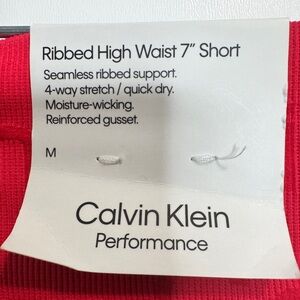 Ribbed High Waist 7” Short
Seamless ribbed support.
4-way stretch / quick dry.
Moisture-wicking.
Reinforced gusset.
M
Calvin Klein
Performance